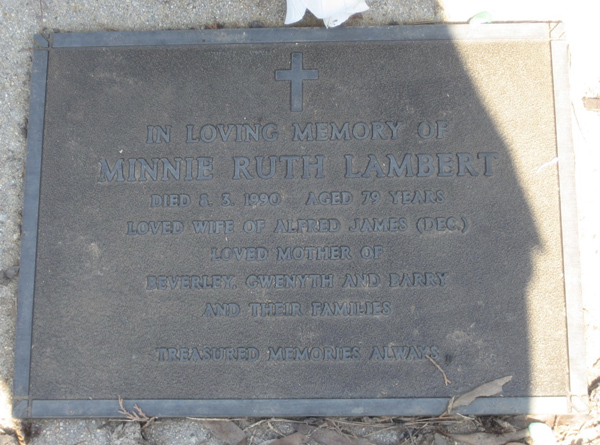 IN LOVING MEMORY OF
MINNIE RUTH LAMBERT
DIED 8. 3. 1990 AGED 79 YEARS
LOVED WIFE OF ALFRED JAMES (DEC.)
LOVED MOTHER OF
BEVERLEY, GWENYTH AND BARRY
AND THEIR FAMILIES
TREASURED MEMORIES ALWAYS